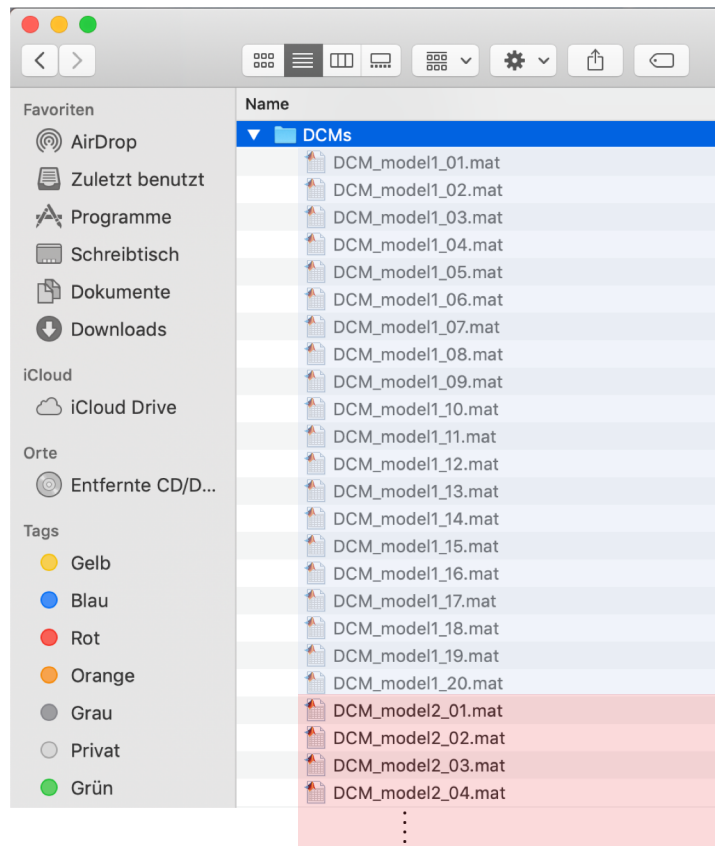 Favoriten
AirDrop
Zuletzt benutzt
Programme
Schreibtisch
Dokumente
Downloads
iCloud
iCloud Drive
Orte
Entfernte CD/D...
Tags
Gelb
Blau
Rot
Orange
Grau
Privat
Grün
Name
DCMs
DCM_model1_01.mat
DCM_model1_02.mat
DCM_model1_03.mat
DCM_model1_04.mat
DCM_model1_05.mat
DCM_model1_06.mat
DCM_model1_07.mat
DCM_model1_08.mat
DCM_model1_09.mat
DCM_model1_10.mat
DCM_model1_11.mat
DCM_model1_12.mat
DCM_model1_13.mat
DCM_model1_14.mat
DCM_model1_15.mat
DCM_model1_16.mat
DCM_model1_17.mat
DCM_model1_18.mat
DCM_model1_19.mat
DCM_model1_20.mat
DCM_model2_01.mat
DCM_model2_02.mat
DCM_model2_03.mat
DCM_model2_04.mat
⋮